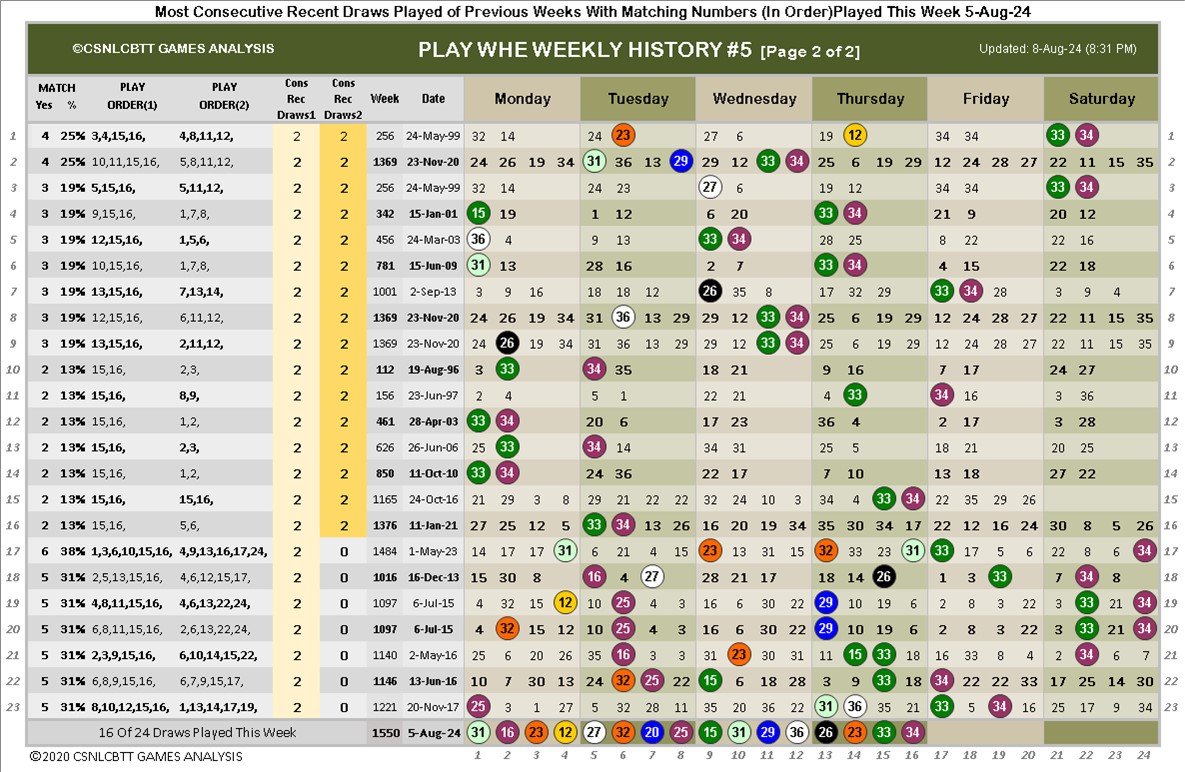 Most Consecutive Recent Draws Played of Previous Weeks With Matching Numbers (In Order)Played This Week 5-Aug-24
©CSNLCBTT GAMES ANALYSIS PLAY WHE WEEKLY HISTORY #5 [Page 2 of 2] Updated: 8-Aug-24 (8:31 PM)
MATCH PLAY PLAY Cons Cons
Yes % ORDER(1) ORDER(2) Rec Rec Week Date Monday Tuesday Wednesday Thursday Friday Saturday
Draws1 Draws2
1 4 25% 3,4,15,16, 4,8,11,12, 2 2 256 24-May-99 32 14 24 23 27 6 19 12 34 34 33 34 1
2 4 25% 10,11,15,16, 5,8,11,12, 2 2 1369 23-Nov-20 24 26 19 34 31 36 13 29 29 12 33 34 25 6 19 29 12 24 28 27 22 11 15 35 2
3 3 19% 5,15,16, 5,11,12, 2 2 256 24-May-99 32 14 24 23 27 6 19 12 34 34 33 34 3
4 3 19% 9,15,16, 1,7,8, 2 2 342 15-Jan-01 15 19 1 12 6 20 33 34 21 9 20 12 4
5 3 19% 12,15,16, 1,5,6, 2 2 456 24-Mar-03 36 4 9 13 33 34 28 25 8 22 22 16 5
6 3 19% 10,15,16, 1,7,8, 2 2 781 15-Jun-09 31 13 28 16 2 7 33 34 4 15 22 18 6
7 3 19% 13,15,16, 7,13,14, 2 2 1001 2-Sep-13 3 9 16 18 18 12 26 35 8 17 32 29 33 34 28 3 9 4 7
8 3 19% 12,15,16, 6,11,12, 2 2 1369 23-Nov-20 24 26 19 34 31 36 13 29 29 12 33 34 25 6 19 29 12 24 28 27 22 11 15 35 8
9 3 19% 13,15,16, 2,11,12, 2 2 1369 23-Nov-20 24 26 19 34 31 36 13 29 29 12 33 34 25 6 19 29 12 24 28 27 22 11 15 35 9
10 2 13% 15,16, 2,3, 2 2 112 19-Aug-96 3 33 34 35 18 21 9 16 7 17 24 27 10
11 2 13% 15,16, 8,9, 2 2 156 23-Jun-97 2 4 5 1 22 21 4 33 34 16 3 36 11
12 2 13% 15,16, 1,2, 2 2 461 28-Apr-03 33 34 20 6 17 23 36 4 2 17 3 28 12
13 2 13% 15,16, 2,3, 2 2 626 26-Jun-06 25 33 34 14 34 31 25 5 18 21 20 25 13
14 2 13% 15,16, 1,2, 2 2 850 11-Oct-10 33 34 24 36 22 17 7 10 13 18 27 22 14
15 2 13% 15,16, 15,16, 2 2 1165 24-Oct-16 21 29 3 8 29 21 22 22 32 24 10 3 34 4 33 34 22 35 29 26 15
16 2 13% 15,16, 5,6, 2 2 1376 11-Jan-21 27 25 12 5 33 34 13 26 16 20 19 34 35 30 34 17 22 12 16 24 30 8 5 26 16
17 6 38% 1,3,6,10,15,16, 4,9,13,16,17,24, 2 0 1484 1-May-23 14 17 17 31 6 21 4 15 23 13 31 15 32 33 23 31 33 17 5 6 22 8 6 34 17
18 5 31% 2,5,13,15,16, 4,6,12,15,17, 2 0 1016 16-Dec-13 15 30 8 16 4 27 28 21 17 18 14 26 1 3 33 7 34 8 18
19 5 31% 4,8,11,15,16, 4,6,13,22,24, 2 0 1097 6-Jul-15 4 32 15 12 10 25 4 3 16 6 30 22 29 10 19 6 2 8 3 22 3 33 21 34 19
20 5 31% 6,8,11,15,16, 2,6,13,22,24, 2 0 1097 6-Jul-15 4 32 15 12 10 25 4 3 16 6 30 22 29 10 19 6 2 8 3 22 3 33 21 34 20
21 5 31% 2,3,9,15,16, 6,10,14,15,22, 2 0 1140 2-May-16 25 6 20 26 35 16 3 3 31 23 30 31 11 15 33 18 16 33 8 4 2 34 6 7 21
22 5 31% 6,8,9,15,16, 6,7,9,15,17, 2 0 1146 13-Jun-16 10 7 30 13 24 32 25 22 15 6 18 28 3 9 33 18 34 22 22 33 17 25 14 30 22
23 5 31% 8,10,12,15,16, 1,13,14,17,19, 2 0 1221 20-Nov-17 25 3 1 27 5 32 28 11 35 20 36 22 31 36 35 21 33 5 34 16 25 17 9 34 23
16 Of 24 Draws Played This Week 1550 5-Aug-24 31 16 23 12 27 32 20 25 15 31 29 36 26 23 33 34
©2020 CSNLCBTT GAMES ANALYSIS 1 2 3 4 5 6 7 8 9 10 11 12 13 14 15 16 17 18 19 20 21 22 23 24